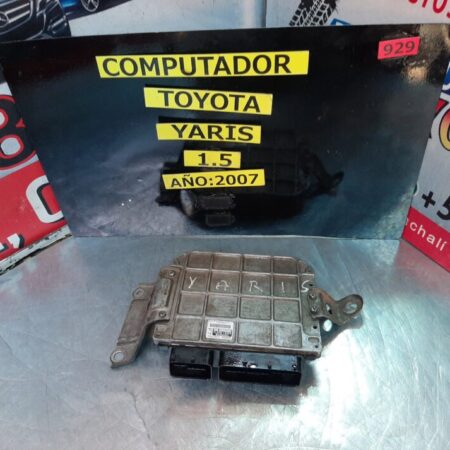 929
COMPUTADOR
TOYOTA
YARIS
1.5
AÑO:2007
YARIS